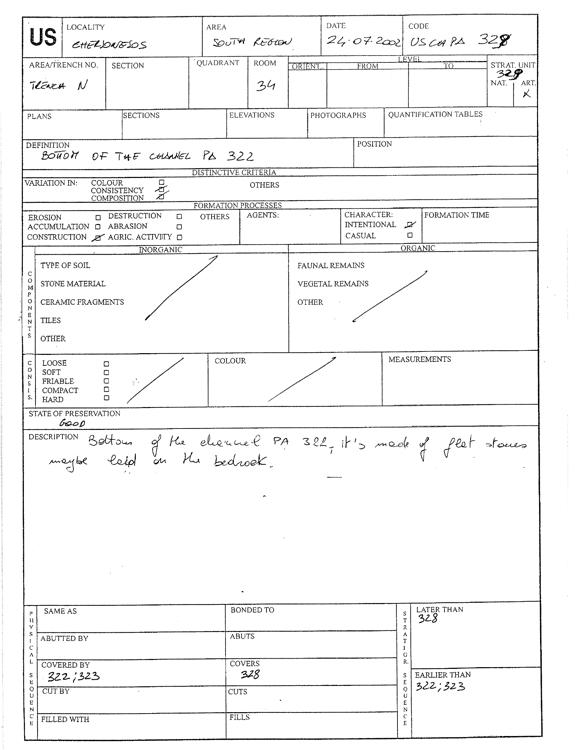 US
LOCALITY
CHERSONESOS
AREA
SOUTH REGION
DATE
24.07.2002
CODE
US CH PA 328
AREA/TRENCH NO.
TRENCH N
SECTION
QUADRANT
ROOM
34
LEVEL
ORIENT. FROM TO
STRAT. UNIT
328
NAT. ART.
X
PLANS
SECTIONS
ELEVATIONS
PHOTOGRAPHS
QUANTIFICATION TABLES
DEFINITION
BOTTOM OF THE CHANNEL PA 322
POSITION
DISTINCTIVE CRITERIA
VARIATION IN: COLOUR
CONSISTENCY
COMPOSITION
OTHERS
FORMATION PROCESSES
EROSION
ACCUMULATION
CONSTRUCTION
DESTRUCTION
ABRASION
AGRIC. ACTIVITY
OTHERS
AGENTS:
CHARACTER:
INTENTIONAL
CASUAL
FORMATION TIME
COMPONENTS
INORGANIC
TYPE OF SOIL
STONE MATERIAL
CERAMIC FRAGMENTS
TILES
OTHER
ORGANIC
FAUNAL REMAINS
VEGETAL REMAINS
OTHER
CONSIS.
LOOSE
SOFT
FRIABLE
COMPACT
HARD
COLOUR
MEASUREMENTS
STATE OF PRESERVATION
GOOD
DESCRIPTION Bottom of the channel PA 322, it's made of flat stones
maybe laid on the bedrock.
PHYSICAL SEQUENCE
SAME AS
BONDED TO
ABUTTED BY
ABUTS
COVERED BY
322;323
COVERS
328
CUT BY
CUTS
FILLED WITH
FILLS
STRATIGR. SEQUENCE
LATER THAN
328
EARLIER THAN
322;323